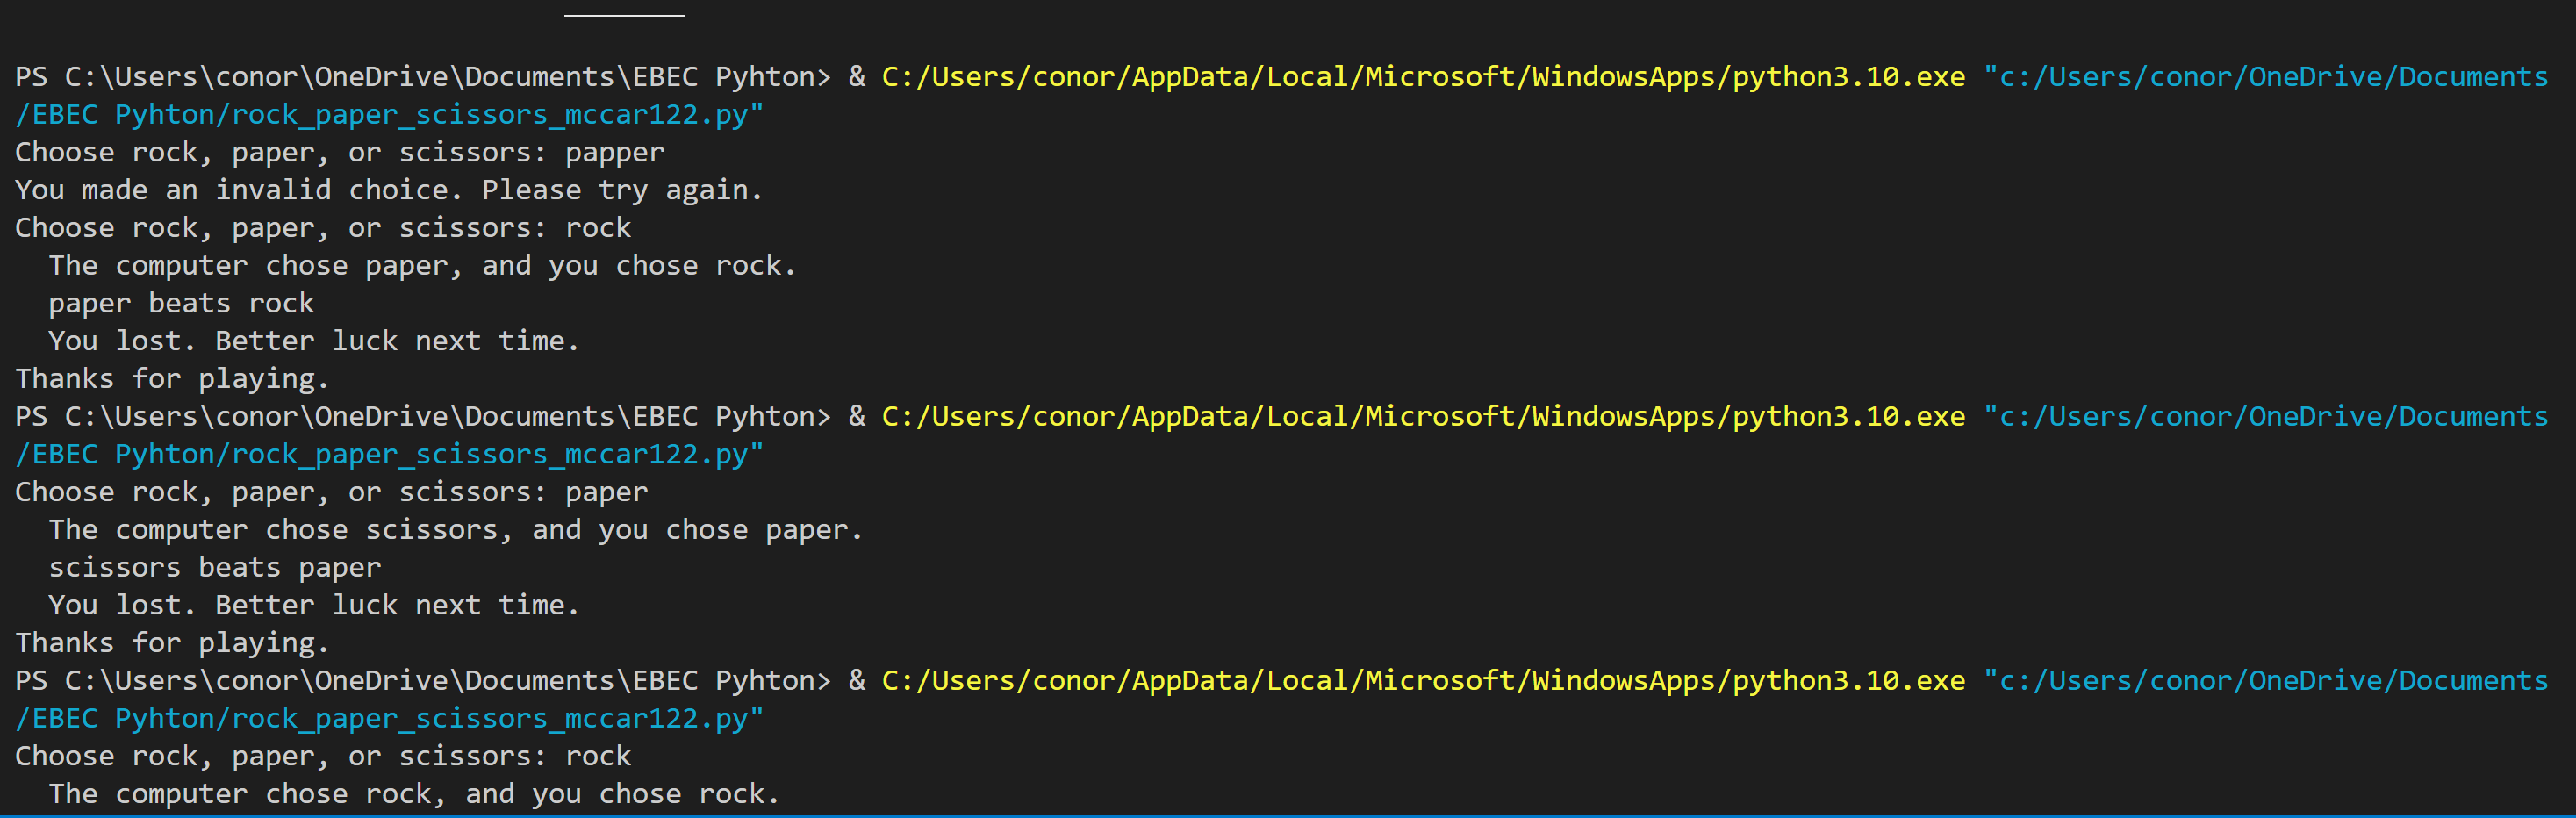 PS C:\Users\conor\OneDrive\Documents\EBEC Pyhton> & C:/Users/conor/AppData/Local/Microsoft/WindowsApps/python3.10.exe "c:/Users/conor/OneDrive/Documents
/EBEC Pyhton/rock_paper_scissors_mccar122.py"
Choose rock, paper, or scissors: papper
You made an invalid choice. Please try again.
Choose rock, paper, or scissors: rock
  The computer chose paper, and you chose rock.
  paper beats rock
  You lost. Better luck next time.
Thanks for playing.
PS C:\Users\conor\OneDrive\Documents\EBEC Pyhton> & C:/Users/conor/AppData/Local/Microsoft/WindowsApps/python3.10.exe "c:/Users/conor/OneDrive/Documents
/EBEC Pyhton/rock_paper_scissors_mccar122.py"
Choose rock, paper, or scissors: paper
  The computer chose scissors, and you chose paper.
  scissors beats paper
  You lost. Better luck next time.
Thanks for playing.
PS C:\Users\conor\OneDrive\Documents\EBEC Pyhton> & C:/Users/conor/AppData/Local/Microsoft/WindowsApps/python3.10.exe "c:/Users/conor/OneDrive/Documents
/EBEC Pyhton/rock_paper_scissors_mccar122.py"
Choose rock, paper, or scissors: rock
  The computer chose rock, and you chose rock.